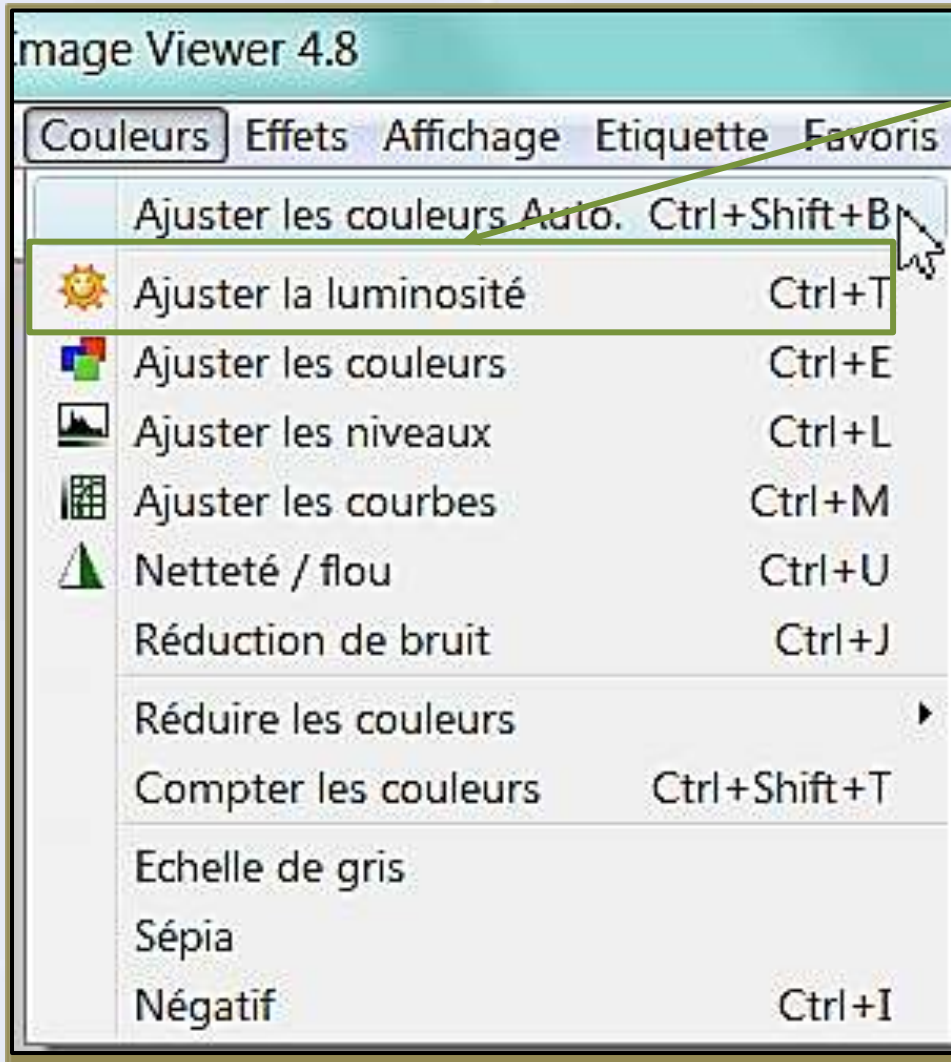 Image Viewer 4.8
Couleurs Effets Affichage Etiquette Favoris
Ajuster les couleurs Auto. Ctrl+Shift+B
Ajuster la luminosité Ctrl+T
Ajuster les couleurs Ctrl+E
Ajuster les niveaux Ctrl+L
Ajuster les courbes Ctrl+M
Netteté / flou Ctrl+U
Réduction de bruit Ctrl+J
Réduire les couleurs
Compter les couleurs Ctrl+Shift+T
Echelle de gris
Sépia
Négatif Ctrl+I